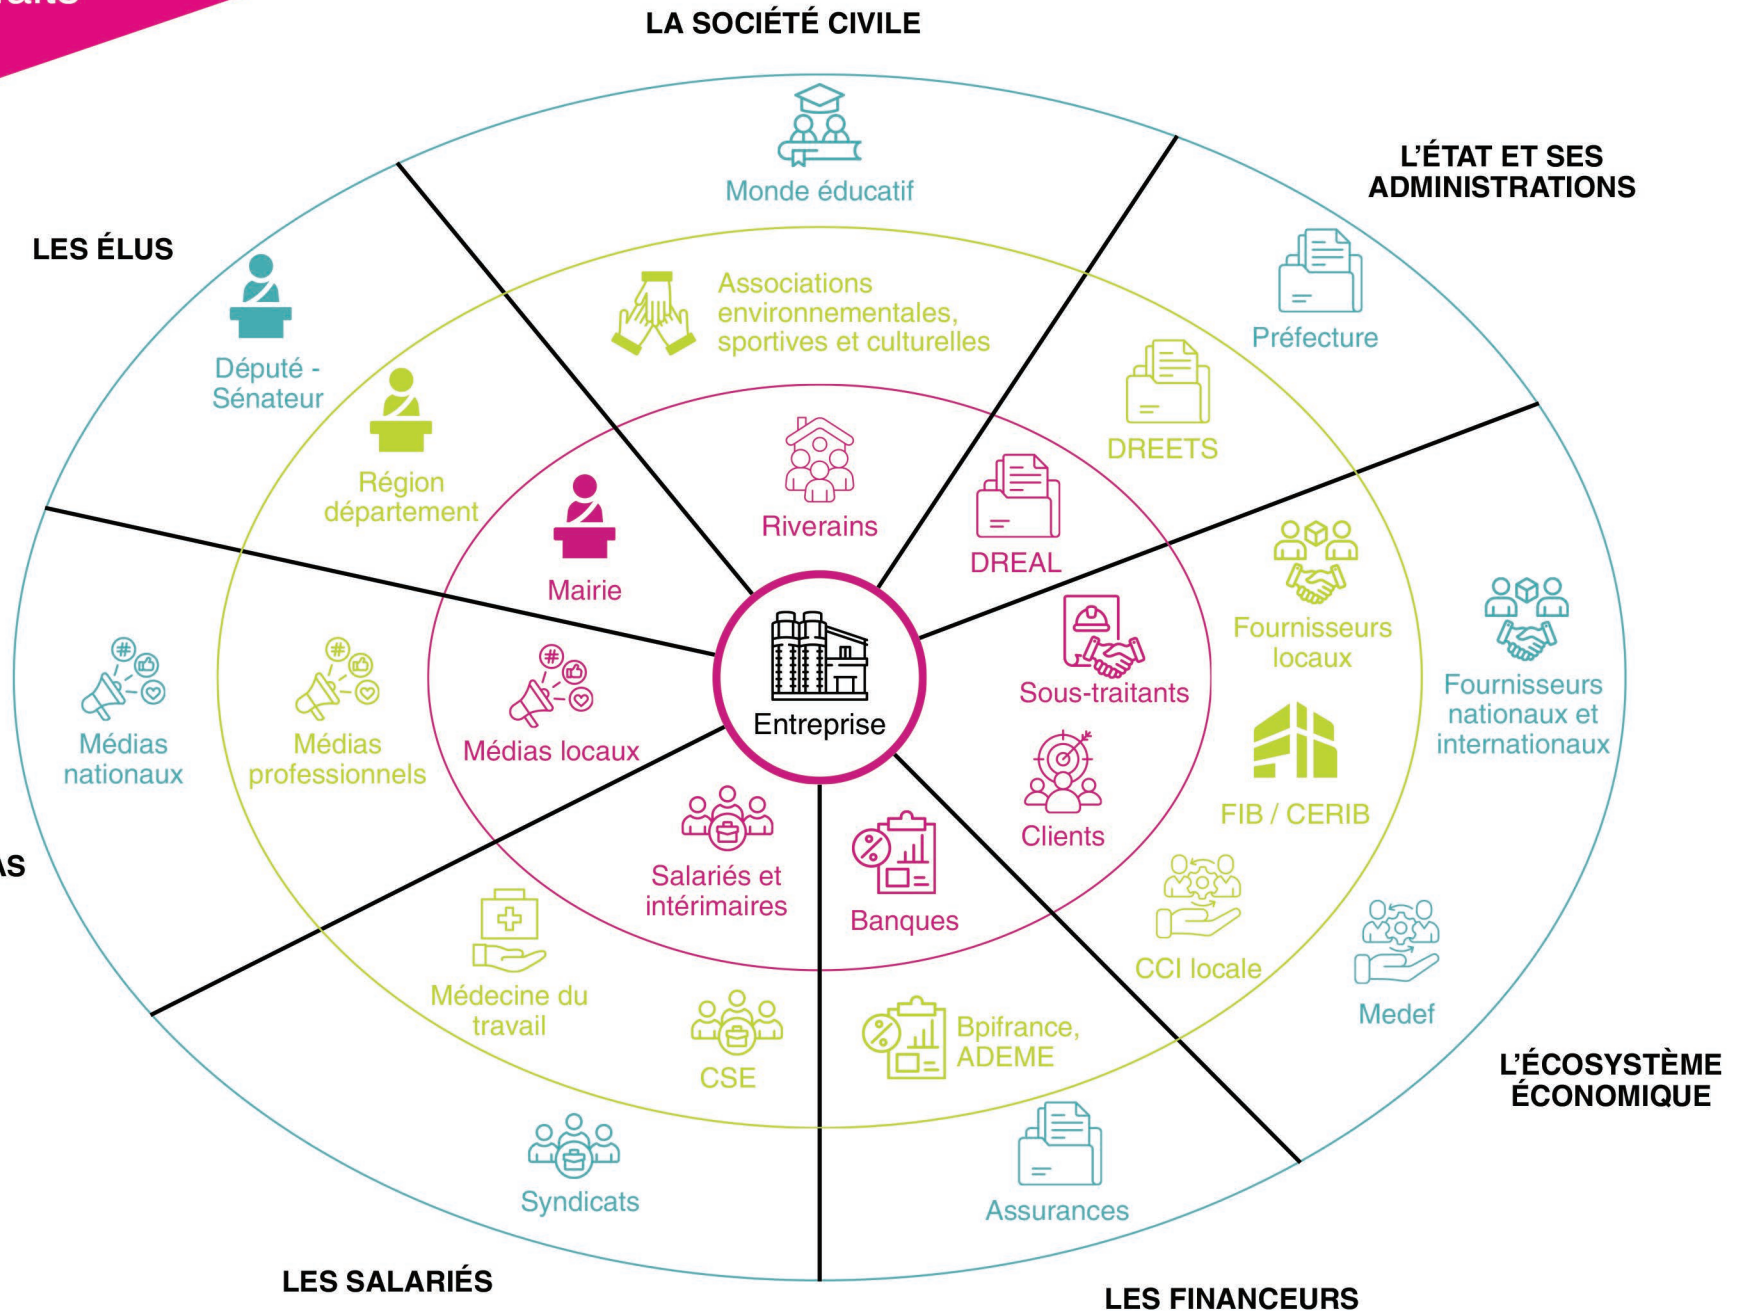 LA SOCIÉTÉ CIVILE
Monde éducatif
L'ÉTAT ET SES
ADMINISTRATIONS
LES ÉLUS
Associations
environnementales,
sportives et culturelles
Préfecture
Député -
Sénateur
DREETS
Région
département
Riverains
DREAL
Mairie
Fournisseurs
locaux
Sous-traitants
Fournisseurs
nationaux et
internationaux
Entreprise
Médias
nationaux
Médias
professionnels
Médias locaux
FIB / CERIB
Clients
Salariés et
intérimaires
Banques
CCI locale
Médecine du
travail
Medef
Bpifrance,
ADEME
CSE
L'ÉCOSYSTÈME
ÉCONOMIQUE
Syndicats
Assurances
LES SALARIÉS
LES FINANCEURS